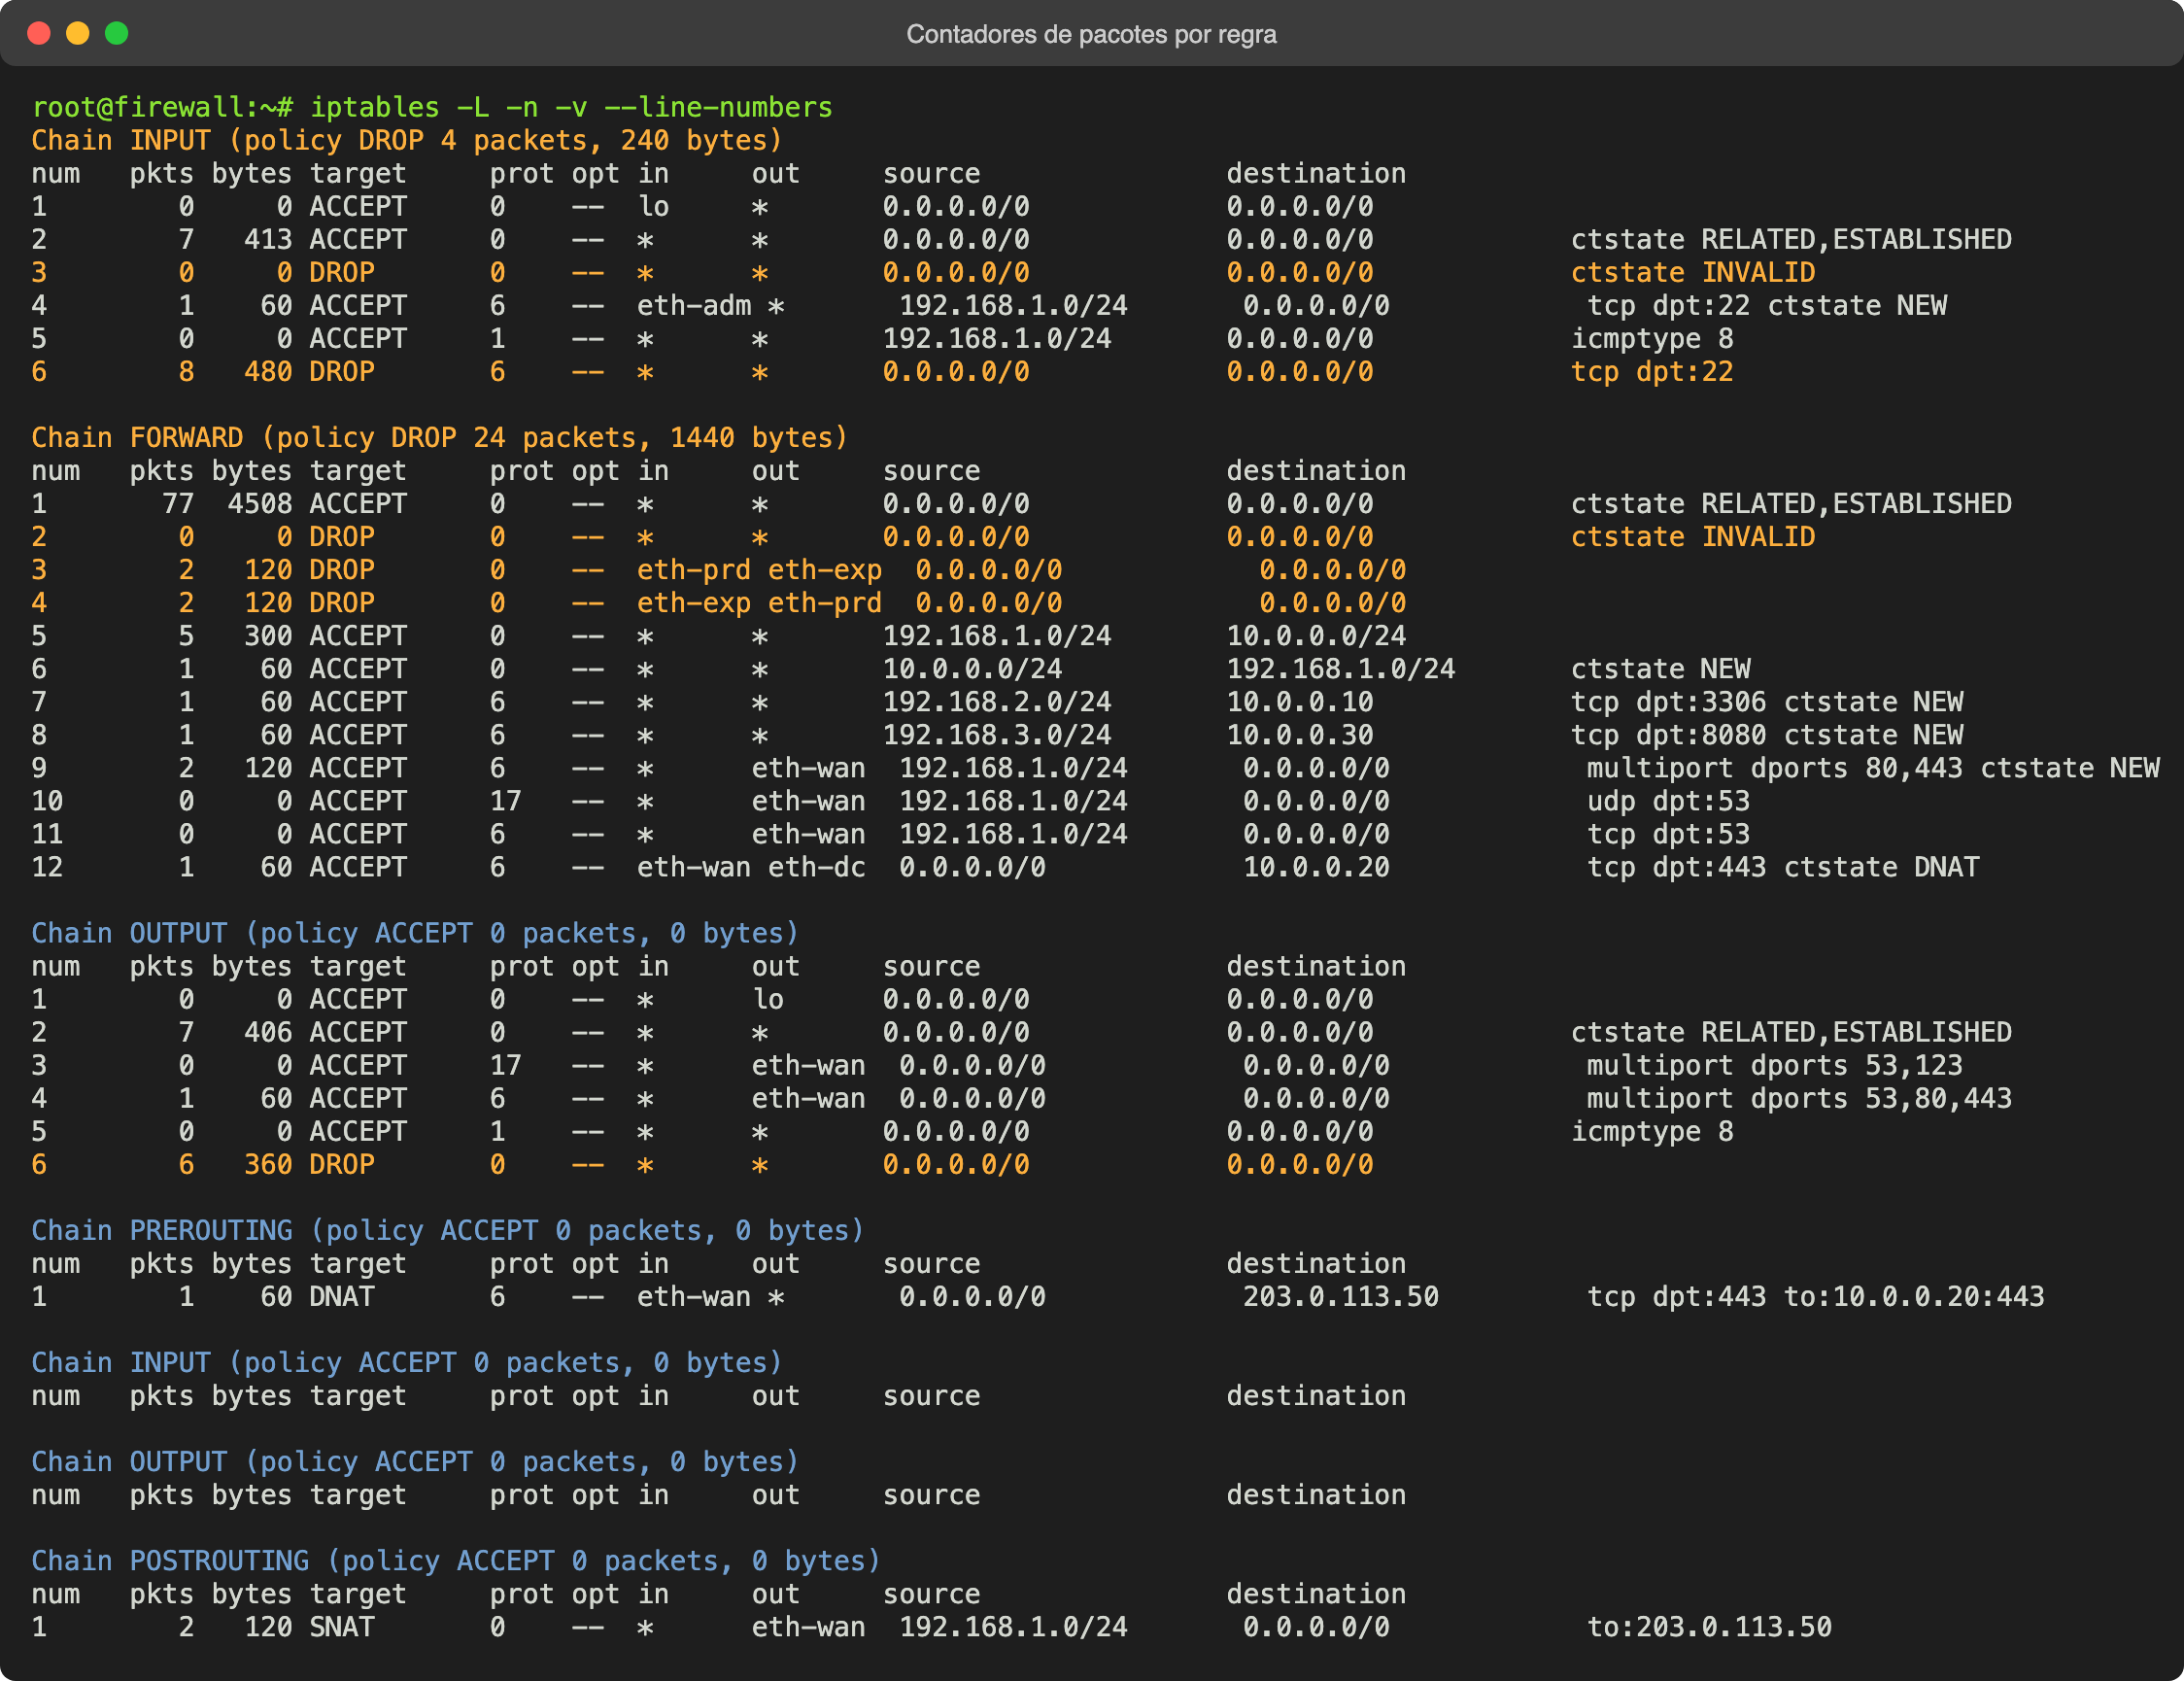 Contadores de pacotes por regra
root@firewall:~# iptables -L -n -v --line-numbers
Chain INPUT (policy DROP 4 packets, 240 bytes)
num   pkts bytes target     prot opt in     out     source               destination
1        0     0 ACCEPT     0    --  lo     *       0.0.0.0/0            0.0.0.0/0
2        7   413 ACCEPT     0    --  *      *       0.0.0.0/0            0.0.0.0/0            ctstate RELATED,ESTABLISHED
3        0     0 DROP       0    --  *      *       0.0.0.0/0            0.0.0.0/0            ctstate INVALID
4        1    60 ACCEPT     6    --  eth-adm *       192.168.1.0/24       0.0.0.0/0            tcp dpt:22 ctstate NEW
5        0     0 ACCEPT     1    --  *      *       192.168.1.0/24       0.0.0.0/0            icmptype 8
6        8   480 DROP       6    --  *      *       0.0.0.0/0            0.0.0.0/0            tcp dpt:22
Chain FORWARD (policy DROP 24 packets, 1440 bytes)
num   pkts bytes target     prot opt in     out     source               destination
1       77  4508 ACCEPT     0    --  *      *       0.0.0.0/0            0.0.0.0/0            ctstate RELATED,ESTABLISHED
2        0     0 DROP       0    --  *      *       0.0.0.0/0            0.0.0.0/0            ctstate INVALID
3        2   120 DROP       0    --  eth-prd eth-exp  0.0.0.0/0            0.0.0.0/0
4        2   120 DROP       0    --  eth-exp eth-prd  0.0.0.0/0            0.0.0.0/0
5        5   300 ACCEPT     0    --  *      *       192.168.1.0/24       10.0.0.0/24
6        1    60 ACCEPT     0    --  *      *       10.0.0.0/24          192.168.1.0/24       ctstate NEW
7        1    60 ACCEPT     6    --  *      *       192.168.2.0/24       10.0.0.10            tcp dpt:3306 ctstate NEW
8        1    60 ACCEPT     6    --  *      *       192.168.3.0/24       10.0.0.30            tcp dpt:8080 ctstate NEW
9        2   120 ACCEPT     6    --  *      eth-wan  192.168.1.0/24       0.0.0.0/0            multiport dports 80,443 ctstate NEW
10       0     0 ACCEPT     17   --  *      eth-wan  192.168.1.0/24       0.0.0.0/0            udp dpt:53
11       0     0 ACCEPT     6    --  *      eth-wan  192.168.1.0/24       0.0.0.0/0            tcp dpt:53
12       1    60 ACCEPT     6    --  eth-wan eth-dc  0.0.0.0/0            10.0.0.20            tcp dpt:443 ctstate DNAT
Chain OUTPUT (policy ACCEPT 0 packets, 0 bytes)
num   pkts bytes target     prot opt in     out     source               destination
1        0     0 ACCEPT     0    --  *      lo      0.0.0.0/0            0.0.0.0/0
2        7   406 ACCEPT     0    --  *      *       0.0.0.0/0            0.0.0.0/0            ctstate RELATED,ESTABLISHED
3        0     0 ACCEPT     17   --  *      eth-wan  0.0.0.0/0            0.0.0.0/0            multiport dports 53,123
4        1    60 ACCEPT     6    --  *      eth-wan  0.0.0.0/0            0.0.0.0/0            multiport dports 53,80,443
5        0     0 ACCEPT     1    --  *      *       0.0.0.0/0            0.0.0.0/0            icmptype 8
6        6   360 DROP       0    --  *      *       0.0.0.0/0            0.0.0.0/0
Chain PREROUTING (policy ACCEPT 0 packets, 0 bytes)
num   pkts bytes target     prot opt in     out     source               destination
1        1    60 DNAT       6    --  eth-wan *       0.0.0.0/0            203.0.113.50         tcp dpt:443 to:10.0.0.20:443
Chain INPUT (policy ACCEPT 0 packets, 0 bytes)
num   pkts bytes target     prot opt in     out     source               destination
Chain OUTPUT (policy ACCEPT 0 packets, 0 bytes)
num   pkts bytes target     prot opt in     out     source               destination
Chain POSTROUTING (policy ACCEPT 0 packets, 0 bytes)
num   pkts bytes target     prot opt in     out     source               destination
1        2   120 SNAT       0    --  *      eth-wan  192.168.1.0/24       0.0.0.0/0            to:203.0.113.50